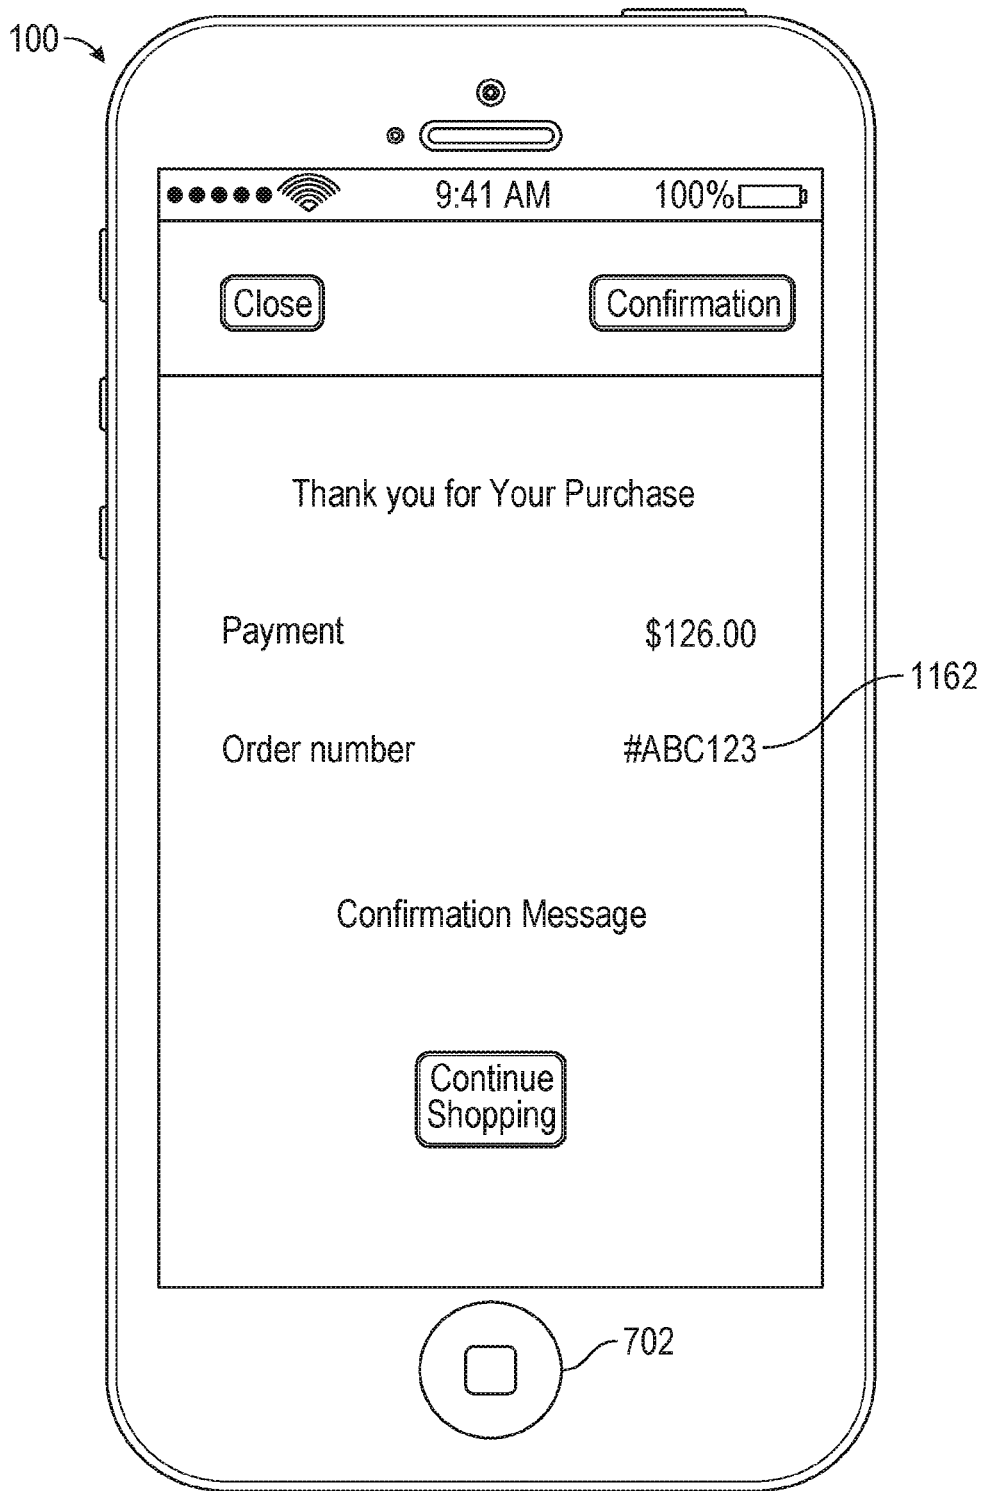 100
9:41 AM 100%
Close Confirmation
Thank you for Your Purchase
Payment $126.00
1162
Order number #ABC123
Confirmation Message
Continue
Shopping
702